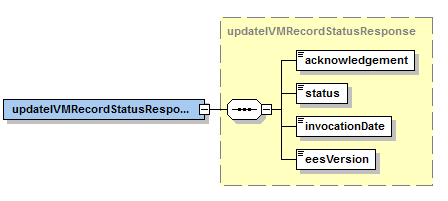 updateIVMRecordStatusResponse
acknowledgement
status
updateIVMRecordStatusRespo...
invocationDate
eesVersion